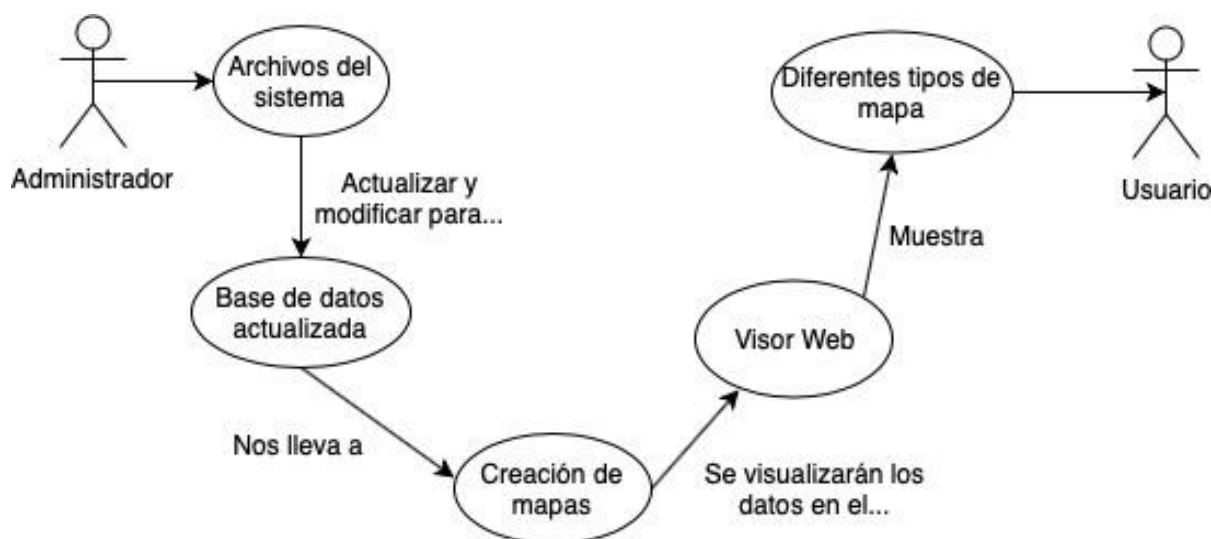 Administrador
Archivos del
sistema
Actualizar y
modificar para...
Base de datos
actualizada
Nos lleva a
Creación de
mapas
Se visualizarán los
datos en el...
Visor Web
Muestra
Diferentes tipos de
mapa
Usuario